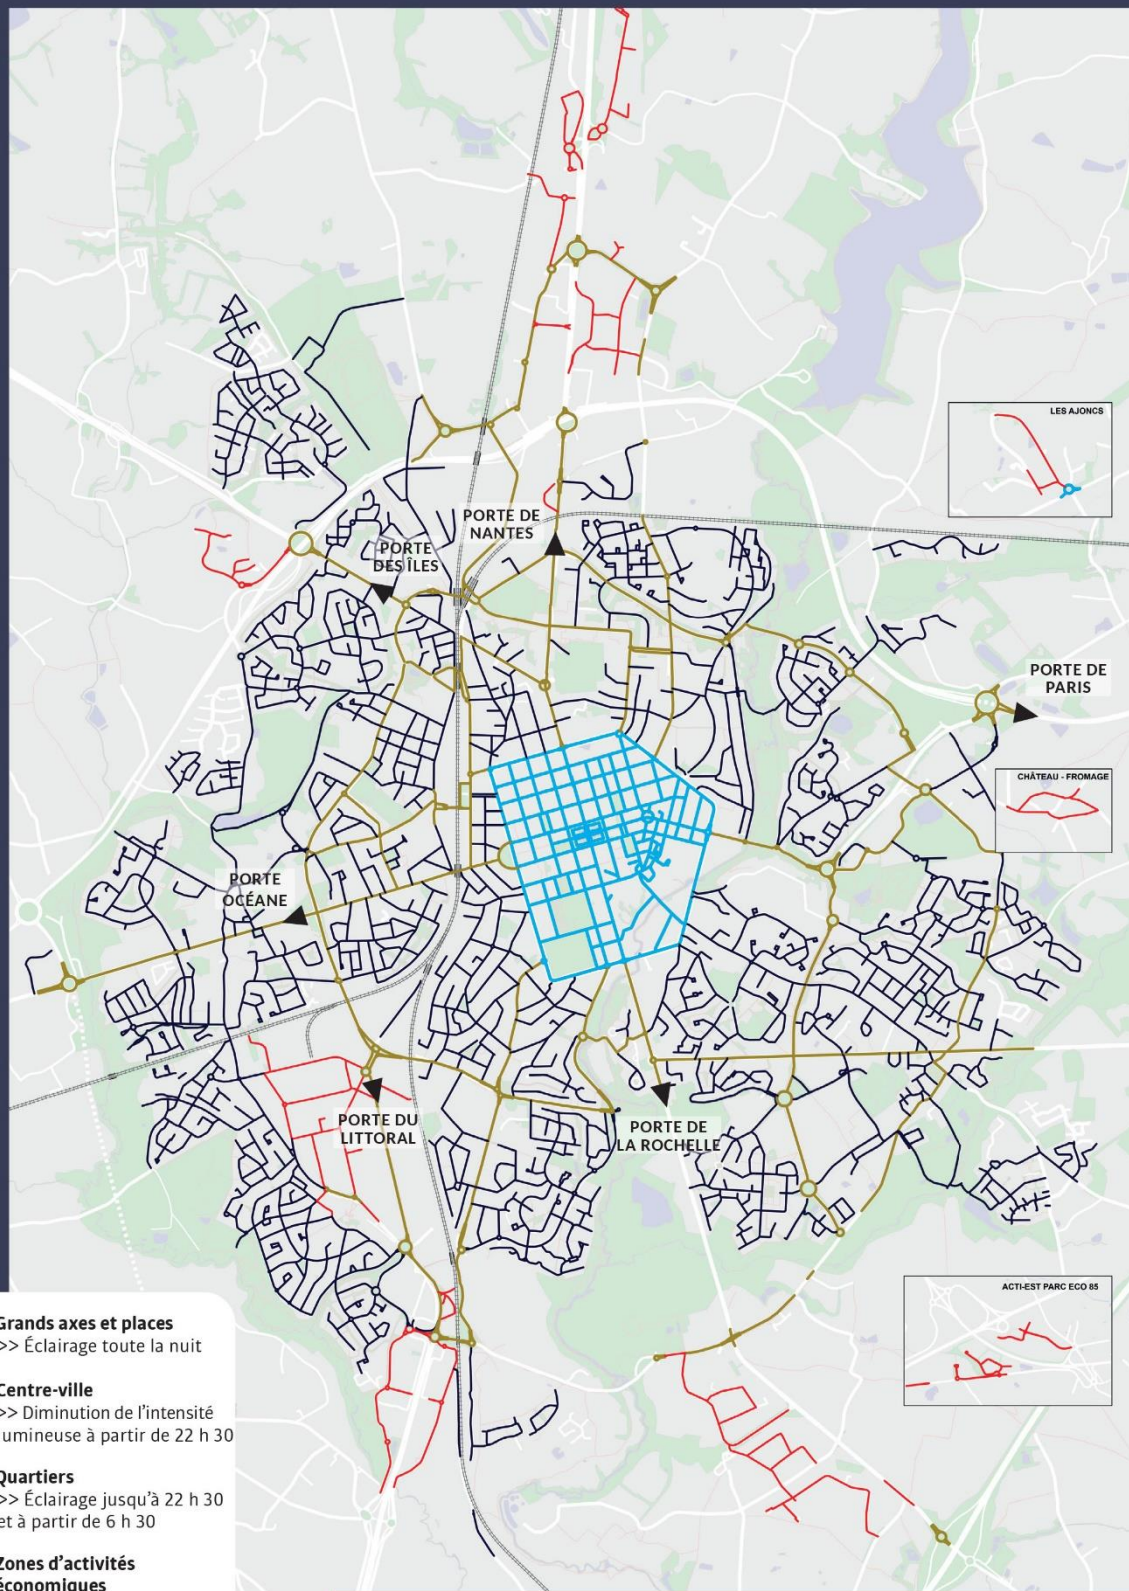 LES AJONCS
PORTE DE
NANTES
PORTE
DES ÎLES
PORTE DE
PARIS
CHÂTEAU - FROMAGE
PORTE
OCÉANE
PORTE DU
LITTORAL
PORTE DE
LA ROCHELLE
ACTI-EST PARC ECO 85
Grands axes et places
>> Éclairage toute la nuit
Centre-ville
>> Diminution de l'intensité
lumineuse à partir de 22 h 30
Quartiers
>> Éclairage jusqu'à 22 h 30
et à partir de 6 h 30
Zones d'activités
économiques